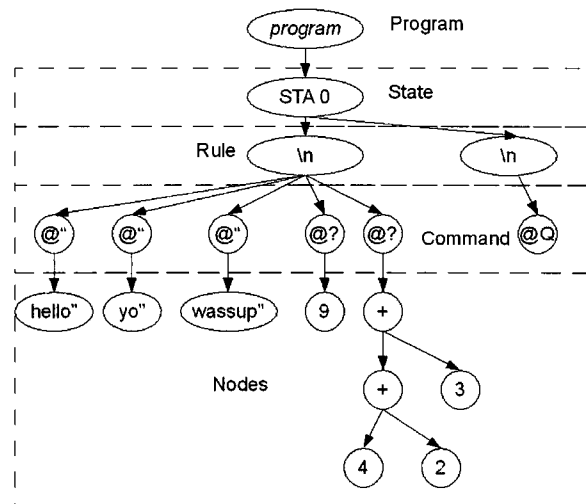 program Program
STA 0 State
Rule \n \n
@“ @“ @" @? @? Command @Q
hello" yo" wassup" 9 +
Nodes + 3
4 2